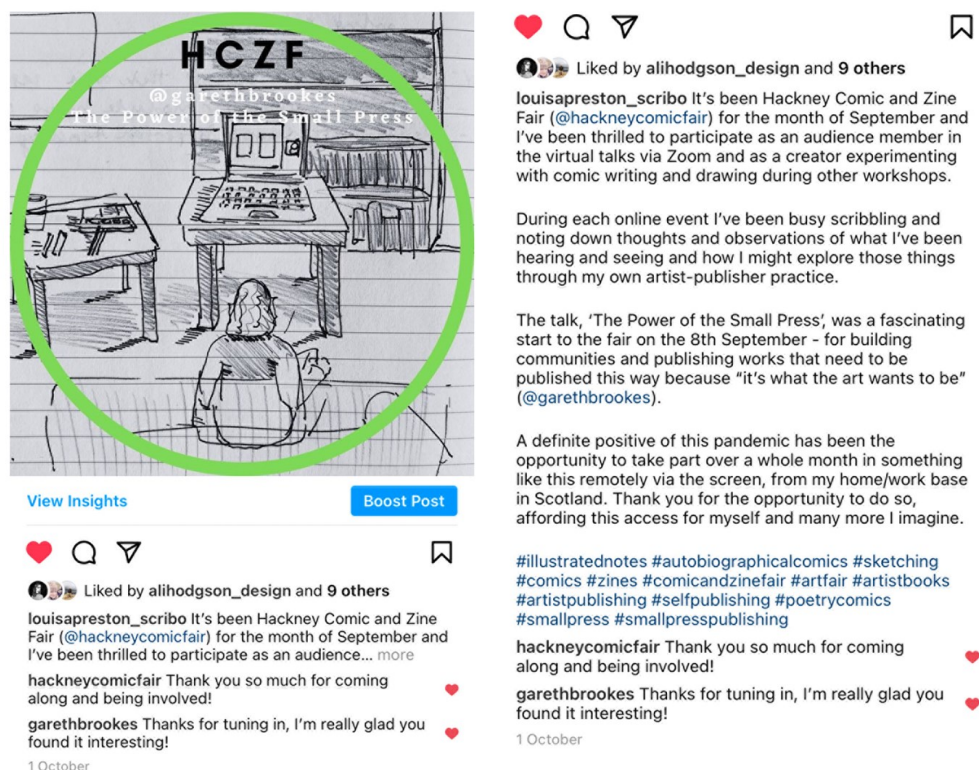 HCZF
@garethbrookes
The Power of the Small Press
View Insights
Boost Post
Liked by alihodgson_design and 9 others
louisapreston_scribo It’s been Hackney Comic and Zine
Fair (@hackneycomicfair) for the month of September and
I’ve been thrilled to participate as an audience... more
hackneycomicfair Thank you so much for coming
along and being involved!
garethbrookes Thanks for tuning in, I’m really glad you
found it interesting!
1 October
Liked by alihodgson_design and 9 others
louisapreston_scribo It’s been Hackney Comic and Zine
Fair (@hackneycomicfair) for the month of September and
I’ve been thrilled to participate as an audience member in
the virtual talks via Zoom and as a creator experimenting
with comic writing and drawing during other workshops.
During each online event I’ve been busy scribbling and
noting down thoughts and observations of what I’ve been
hearing and seeing and how I might explore those things
through my own artist-publisher practice.
The talk, ‘The Power of the Small Press’, was a fascinating
start to the fair on the 8th September - for building
communities and publishing works that need to be
published this way because “it’s what the art wants to be”
(@garethbrookes).
A definite positive of this pandemic has been the
opportunity to take part over a whole month in something
like this remotely via the screen, from my home/work base
in Scotland. Thank you for the opportunity to do so,
affording this access for myself and many more I imagine.
#illustratednotes #autobiographicalcomics #sketching
#comics #zines #comicandzinefair #artfair #artistbooks
#artistpublishing #selfpublishing #poetrycomics
#smallpress #smallpresspublishing
hackneycomicfair Thank you so much for coming
along and being involved!
garethbrookes Thanks for tuning in, I’m really glad you
found it interesting!
1 October